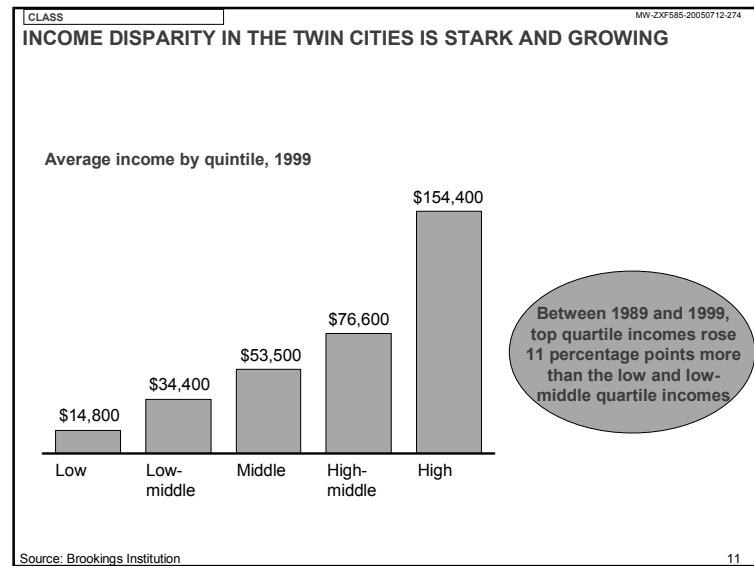 CLASS
MW-ZXF585-20050712-274
INCOME DISPARITY IN THE TWIN CITIES IS STARK AND GROWING
Average income by quintile, 1999
$154,400
$76,600
$53,500
$34,400
$14,800
Low
Low-
middle
Middle
High-
middle
High
Between 1989 and 1999,
top quartile incomes rose
11 percentage points more
than the low and low-
middle quartile incomes
Source: Brookings Institution
11